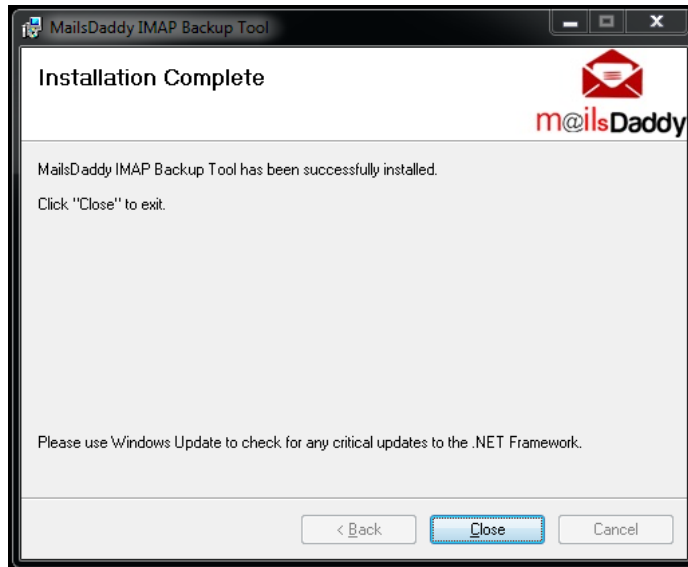 MailsDaddy IMAP Backup Tool
Installation Complete
m@ilsDaddy
MailsDaddy IMAP Backup Tool has been successfully installed.
Click "Close" to exit.
Please use Windows Update to check for any critical updates to the .NET Framework.
< Back
Close
Cancel